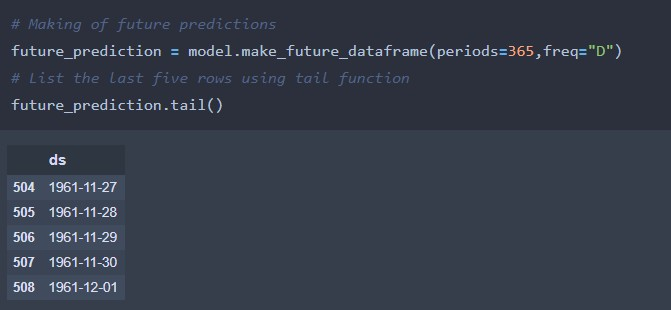 # Making of future predictions
future_prediction = model.make_future_dataframe(periods=365,freq="D")
# List the last five rows using tail function
future_prediction.tail()
ds
504 1961-11-27
505 1961-11-28
506 1961-11-29
507 1961-11-30
508 1961-12-01